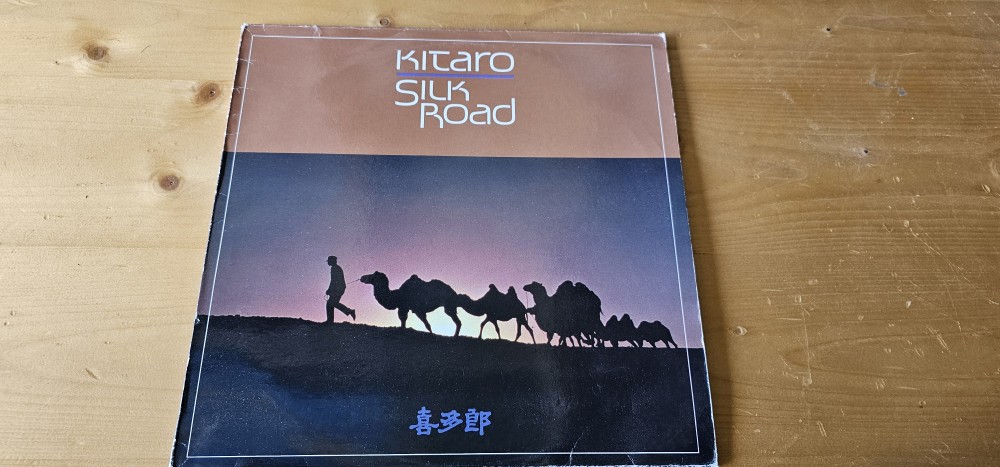 Kitaro
Silk
Road
喜多郎